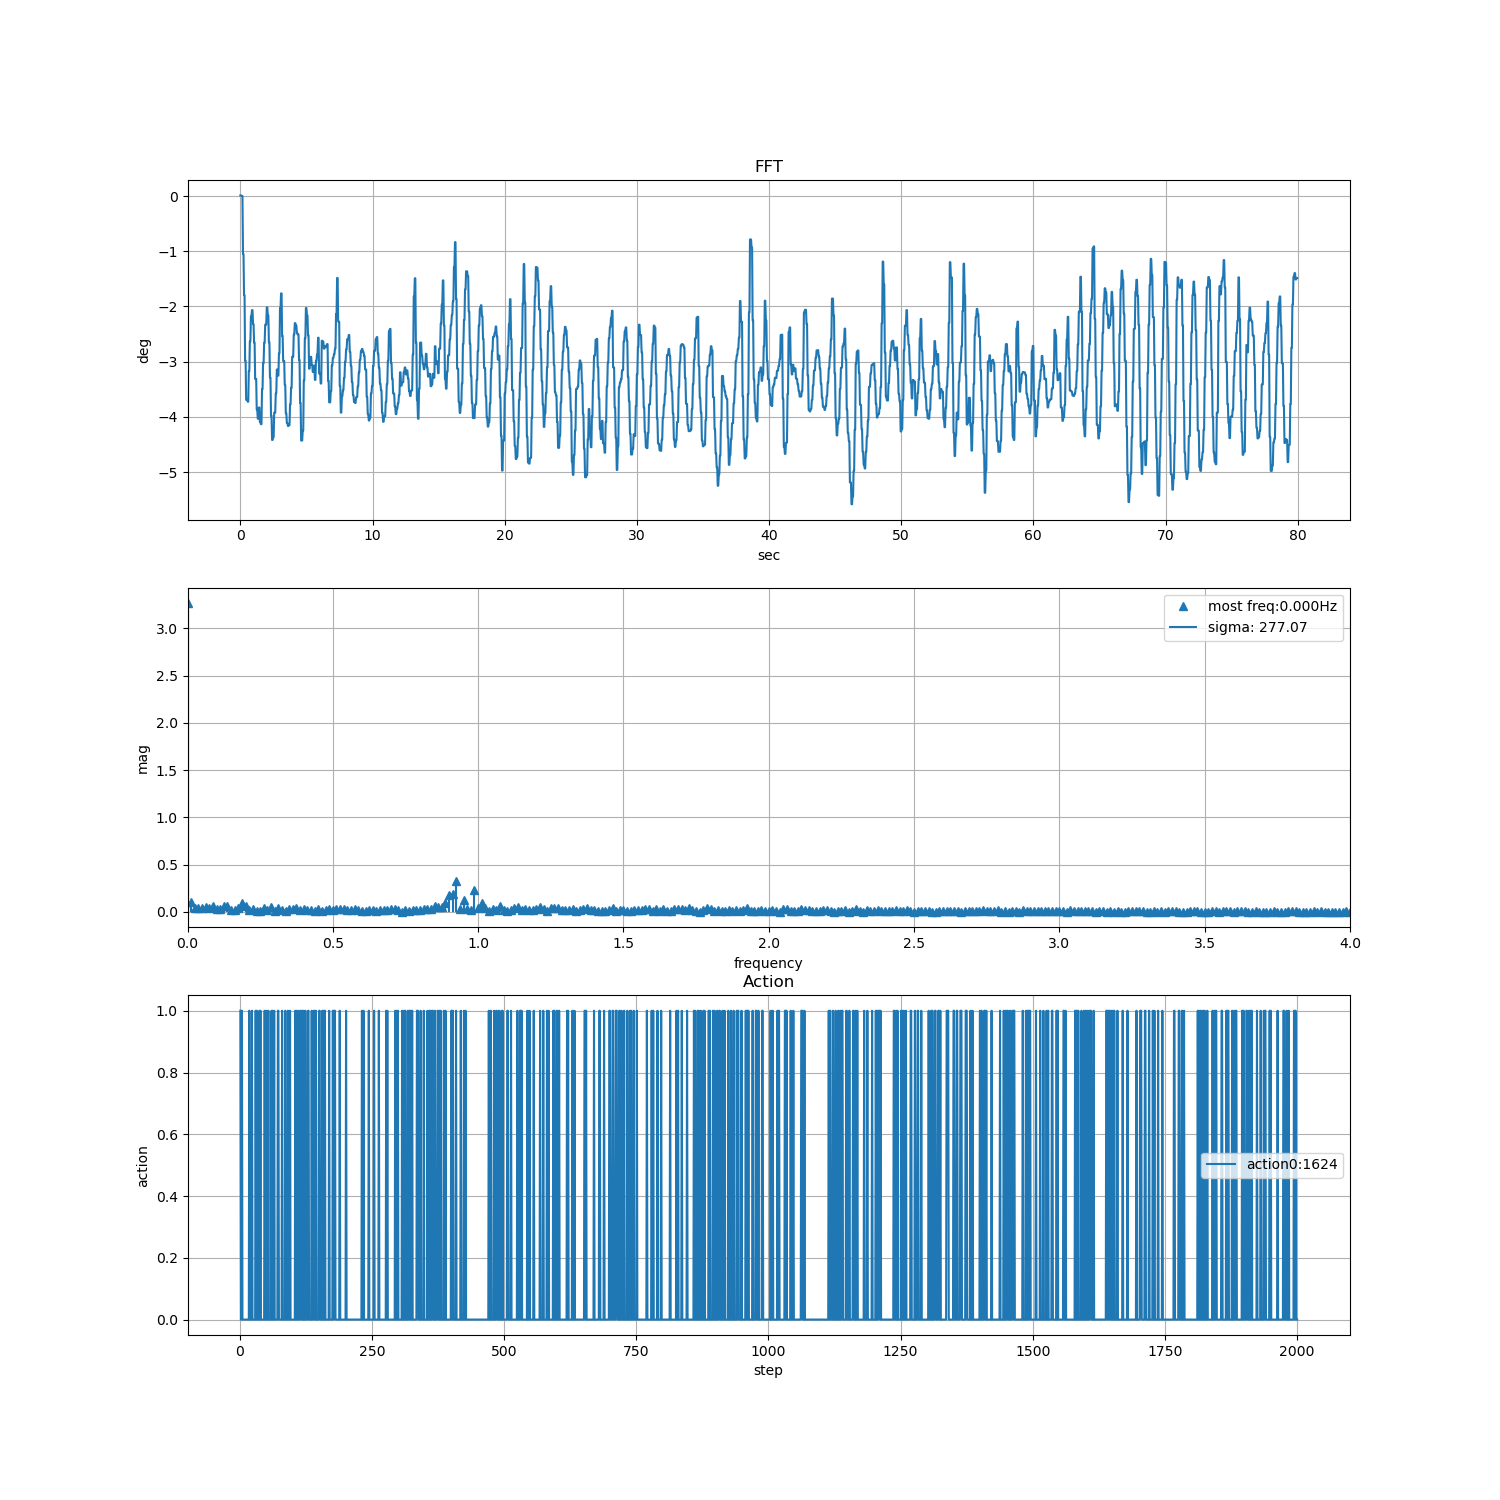 FFT
0
−1
−2
−3
−4
−5
deg
0 10 20 30 40 50 60 70 80
sec
most freq:0.000Hz
sigma: 277.07
3.0
2.5
2.0
1.5
1.0
0.5
0.0
mag
0.0 0.5 1.0 1.5 2.0 2.5 3.0 3.5 4.0
frequency
Action
1.0
0.8
0.6
0.4
0.2
0.0
action
action0:1624
0 250 500 750 1000 1250 1500 1750 2000
step